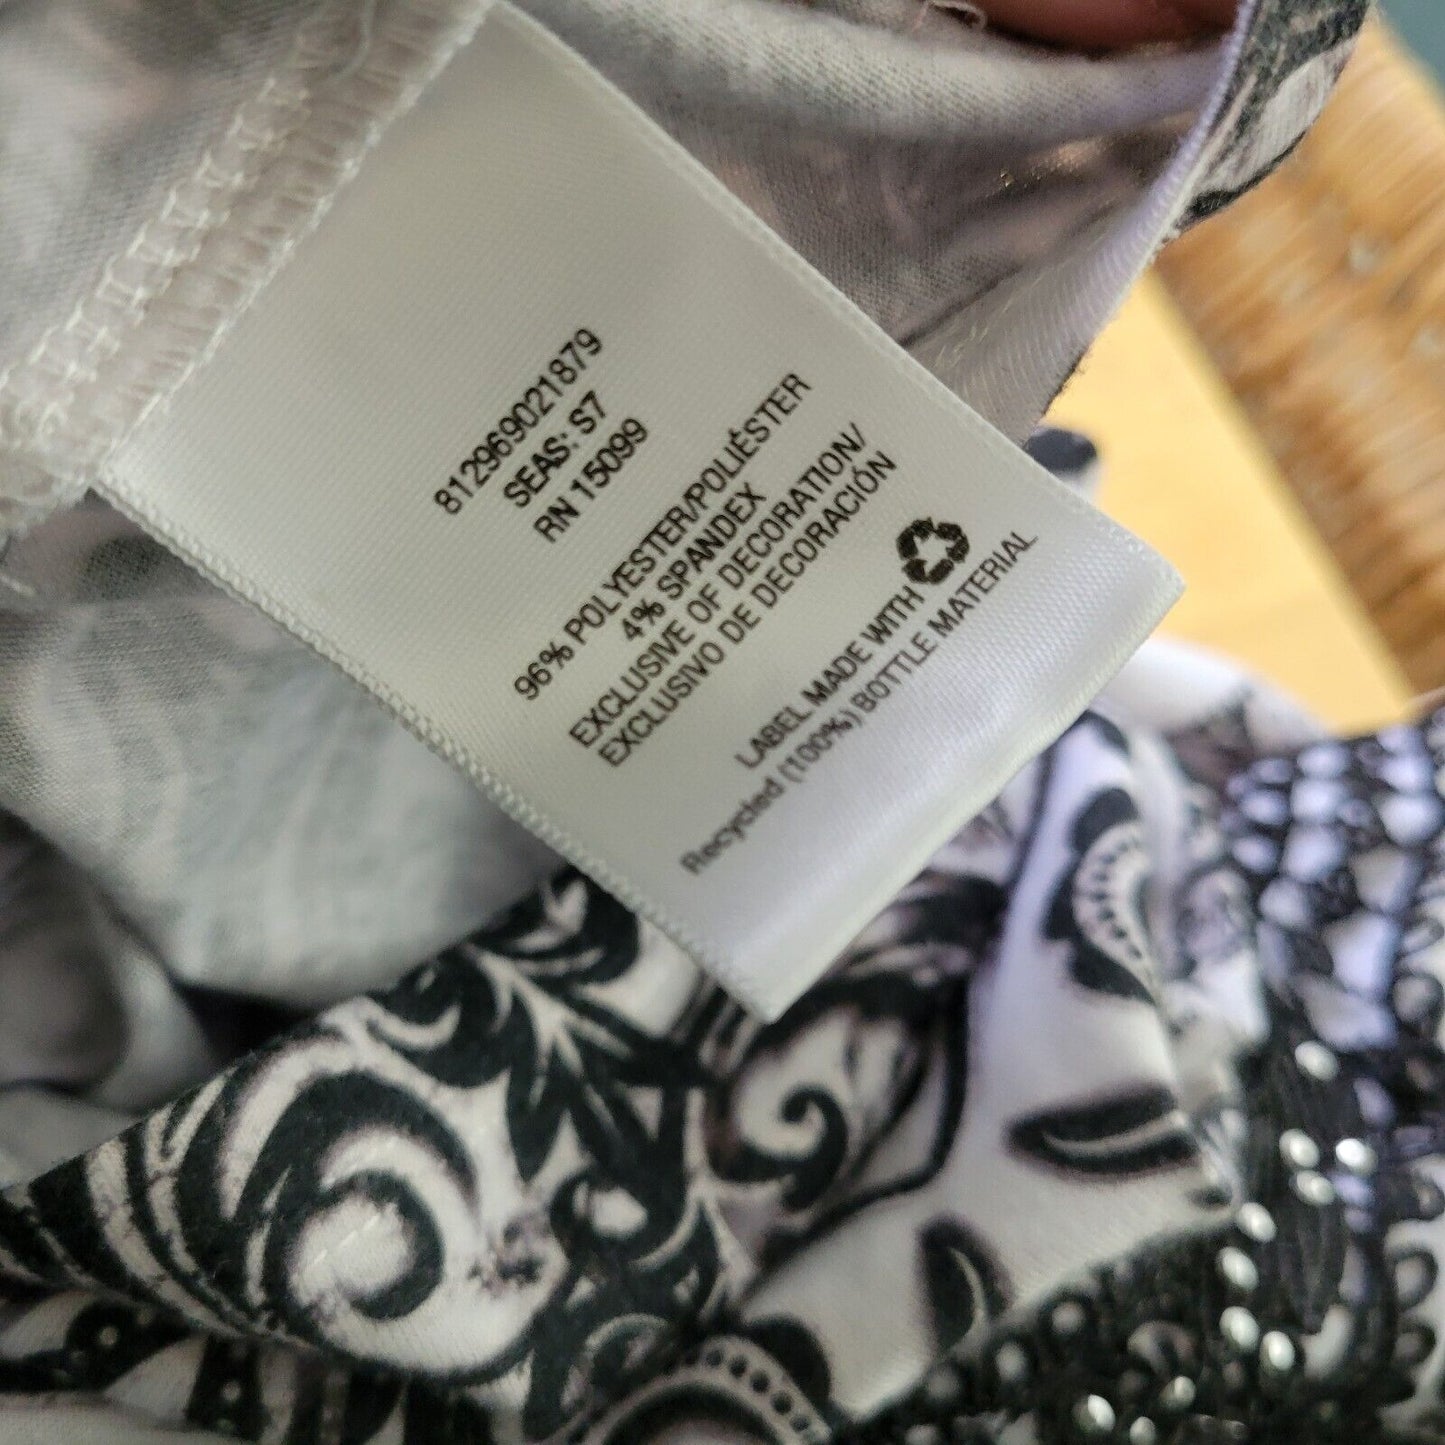 812969021879
SEAS: S7
RN 15099
96% POLYESTER/POLIÉSTER
4% SPANDEX
EXCLUSIVE OF DECORATION/
EXCLUSIVO DE DECORACIÓN
LABEL MADE WITH
Recycled (100%) BOTTLE MATERIAL